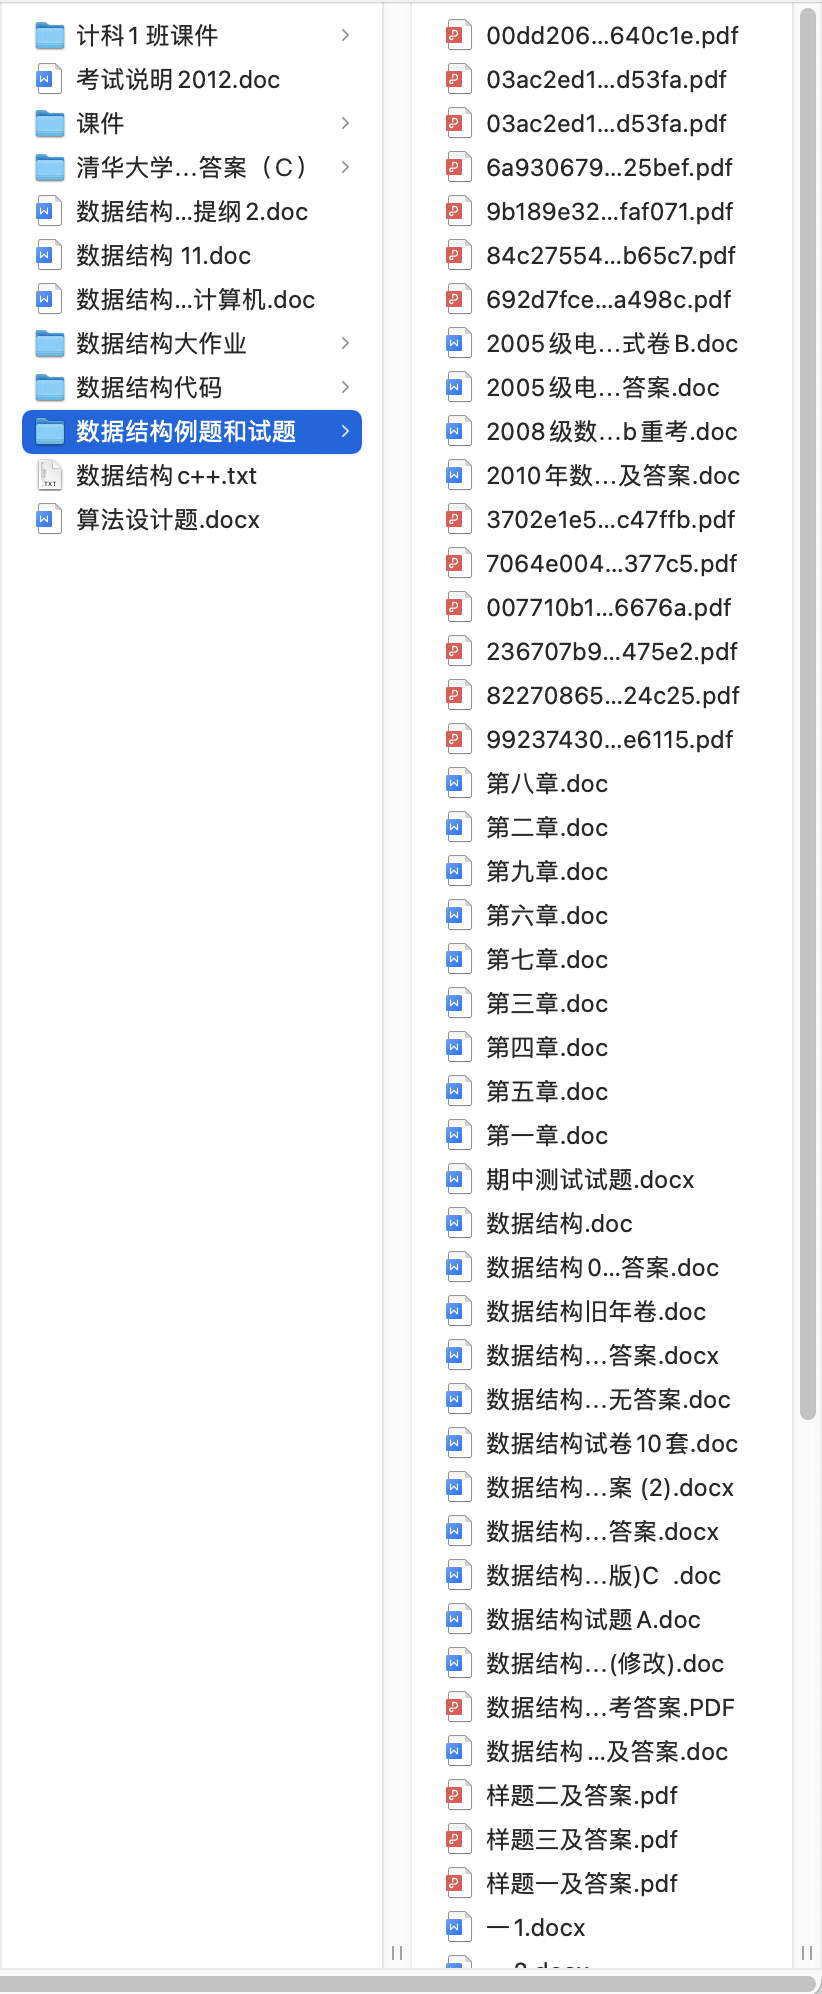 计科1班课件
考试说明2012.doc
课件
清华大学...答案（C）
数据结构...提纲2.doc
数据结构 11.doc
数据结构...计算机.doc
数据结构大作业
数据结构代码
数据结构例题和试题
数据结构c++.txt
算法设计题.docx
00dd206...640c1e.pdf
03ac2ed1...d53fa.pdf
03ac2ed1...d53fa.pdf
6a930679...25bef.pdf
9b189e32...faf071.pdf
84c27554...b65c7.pdf
692d7fce...a498c.pdf
2005级电...式卷B.doc
2005级电...答案.doc
2008级数...b重考.doc
2010年数...及答案.doc
3702e1e5...c47ffb.pdf
7064e004...377c5.pdf
007710b1...6676a.pdf
236707b9...475e2.pdf
82270865...24c25.pdf
99237430...e6115.pdf
第八章.doc
第二章.doc
第九章.doc
第六章.doc
第七章.doc
第三章.doc
第四章.doc
第五章.doc
第一章.doc
期中测试试题.docx
数据结构.doc
数据结构0...答案.doc
数据结构旧年卷.doc
数据结构...答案.docx
数据结构...无答案.doc
数据结构试卷10套.doc
数据结构...案 (2).docx
数据结构...答案.docx
数据结构...版)C .doc
数据结构试题A.doc
数据结构...(修改).doc
数据结构...考答案.PDF
数据结构 ...及答案.doc
样题二及答案.pdf
样题三及答案.pdf
样题一及答案.pdf
一1.docx